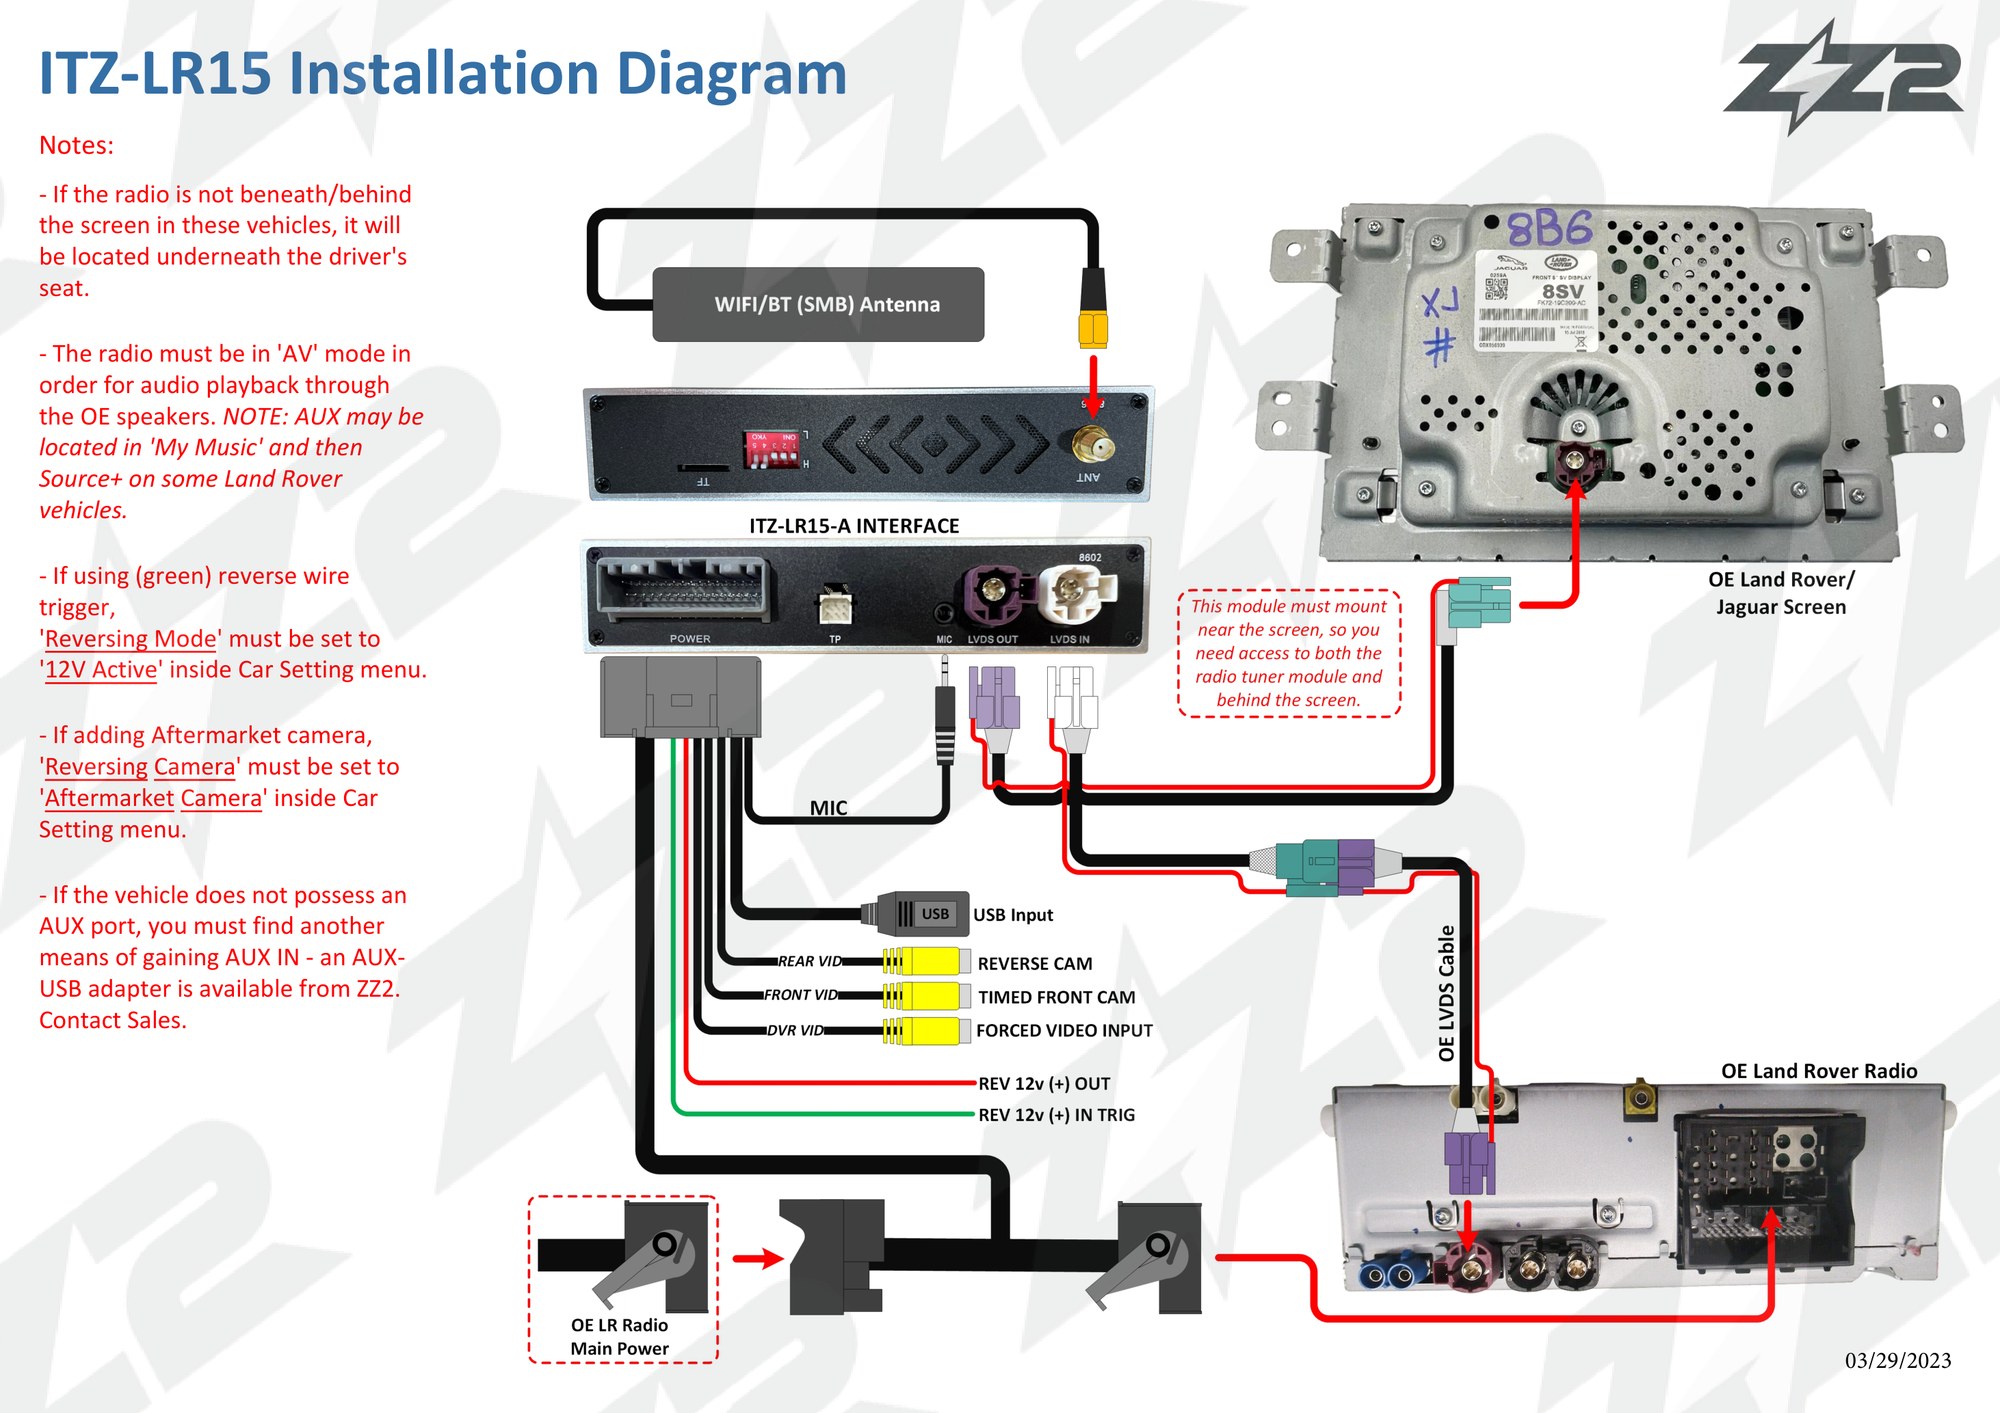 ITZ-LR15 Installation Diagram
ZZ2
Notes:
- If the radio is not beneath/behind
the screen in these vehicles, it will
be located underneath the driver's
seat.
- The radio must be in 'AV' mode in
order for audio playback through
the OE speakers. NOTE: AUX may be
located in 'My Music' and then
Source+ on some Land Rover
vehicles.
- If using (green) reverse wire
trigger,
'Reversing Mode' must be set to
'12V Active' inside Car Setting menu.
- If adding Aftermarket camera,
'Reversing Camera' must be set to
'Aftermarket Camera' inside Car
Setting menu.
- If the vehicle does not possess an
AUX port, you must find another
means of gaining AUX IN - an AUX-
USB adapter is available from ZZ2.
Contact Sales.
WIFI/BT (SMB) Antenna
TF
L
H
ANT
ITZ-LR15-A INTERFACE
8602
POWER
TP
MIC
LVDS OUT
LVDS IN
8B6
XJ
#
JAGUAR
LAND ROVER
FRONT 8" SV DISPLAY
8SV
OE Land Rover/
Jaguar Screen
This module must mount
near the screen, so you
need access to both the
radio tuner module and
behind the screen.
MIC
USB
USB Input
REAR VID
REVERSE CAM
FRONT VID
TIMED FRONT CAM
DVR VID
FORCED VIDEO INPUT
REV 12v (+) OUT
REV 12v (+) IN TRIG
OE LVDS Cable
OE Land Rover Radio
OE LR Radio
Main Power
03/29/2023